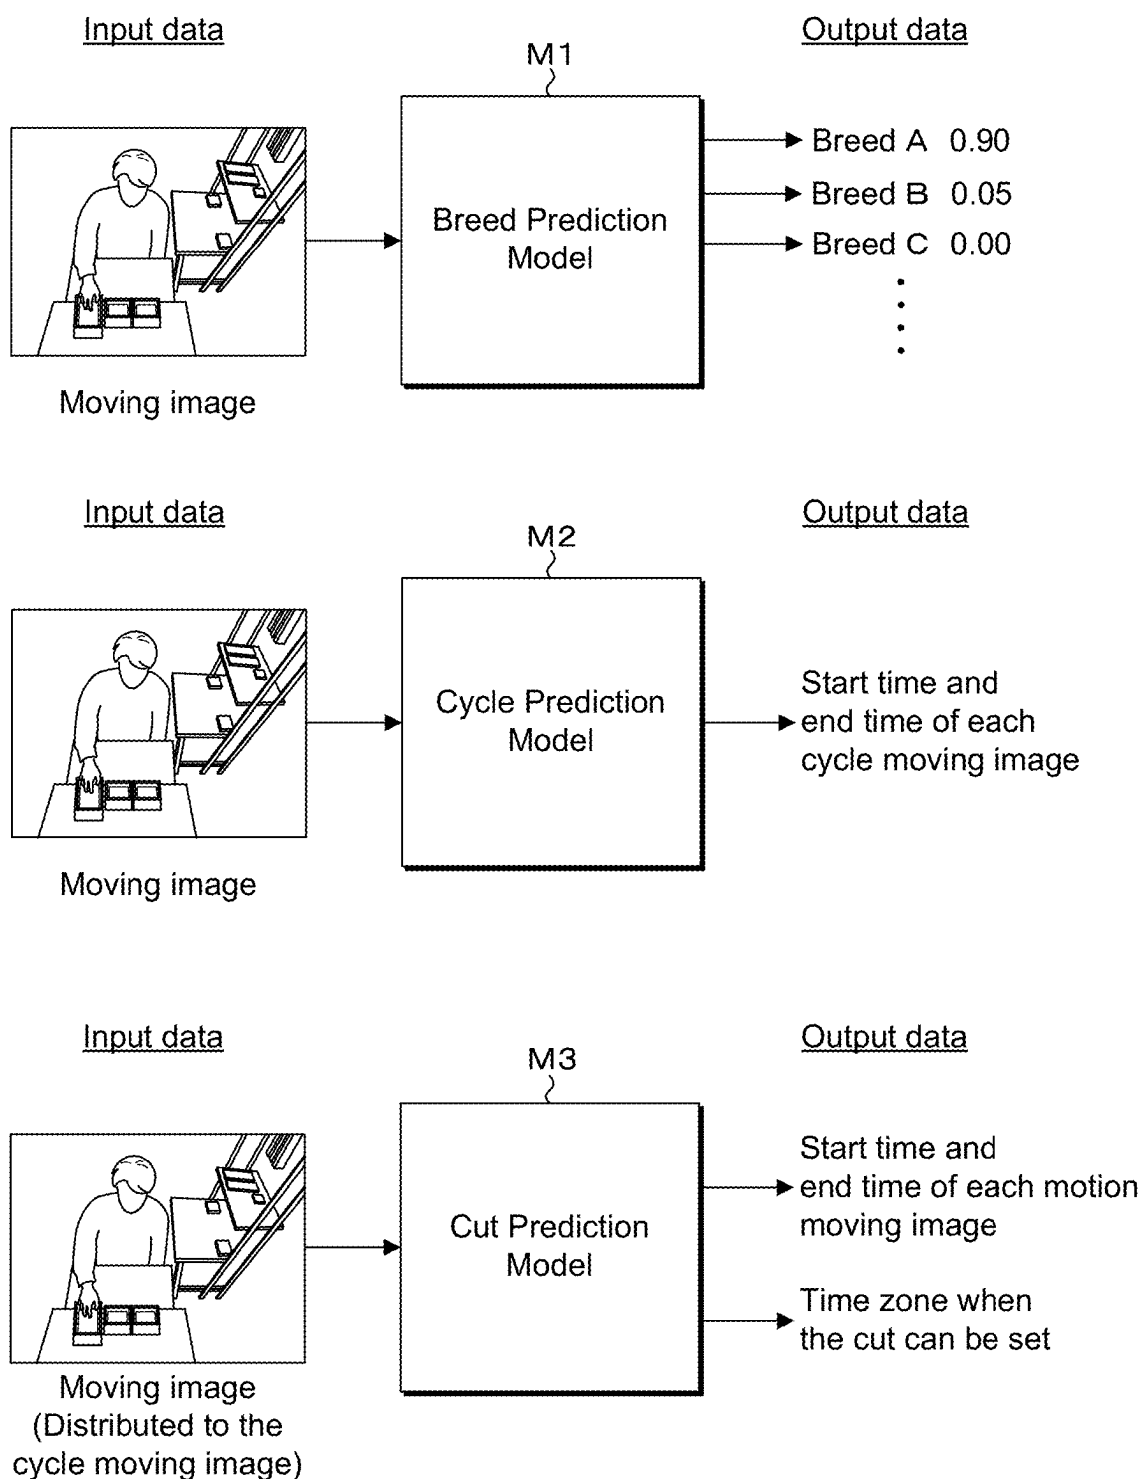 Input data
Output data
M1
Breed A 0.90
Breed B 0.05
Breed Prediction
Model
Breed C 0.00
Moving image
Input data
Output data
M2
Cycle Prediction
Model
Start time and
end time of each
cycle moving image
Moving image
Input data
Output data
M3
Cut Prediction
Model
Start time and
end time of each motion
moving image
Time zone when
the cut can be set
Moving image
(Distributed to the
cycle moving image)